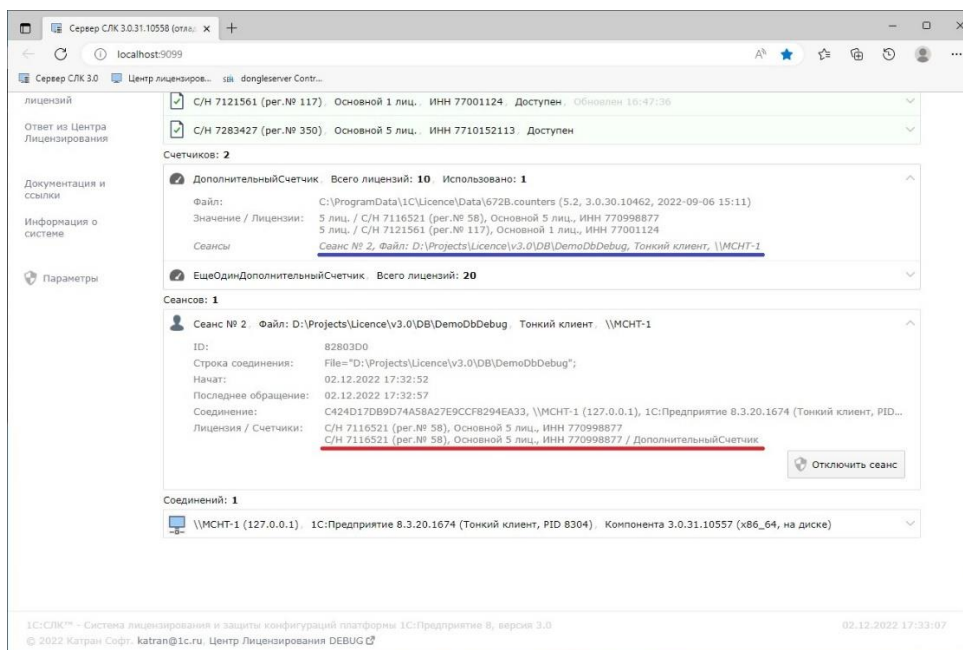 Сервер СЛК 3.0.31.10558 (отлад
localhost:9099
Сервер СЛК 3.0 Центр лицензиров... dongleserver Contr...
лицензий
С/Н 7121561 (рег.№ 117), Основной 1 лиц., ИНН 77001124, Доступен, Обновлен 16:47:36
Ответ из Центра Лицензирования
С/Н 7283427 (рег.№ 350), Основной 5 лиц., ИНН 7710152113, Доступен
Счетчиков: 2
Документация и ссылки
ДополнительныйСчетчик, Всего лицензий: 10, Использовано: 1
Файл: C:\ProgramData\1C\Licence\Data\672B.counters (5.2, 3.0.30.10462, 2022-09-06 15:11)
Информация о системе
Значение / Лицензии: 5 лиц. / С/Н 7116521 (рег.№ 58), Основной 5 лиц., ИНН 770998877
5 лиц. / С/Н 7121561 (рег.№ 117), Основной 1 лиц., ИНН 77001124
Сеансы Сеанс № 2, Файл: D:\Projects\Licence\v3.0\DB\DemoDbDebug, Тонкий клиент, \\МСНТ-1
Параметры
ЕщеОдинДополнительныйСчетчик, Всего лицензий: 20
Сеансов: 1
Сеанс № 2, Файл: D:\Projects\Licence\v3.0\DB\DemoDbDebug, Тонкий клиент, \\МСНТ-1
ID: 82803D0
Строка соединения: File="D:\Projects\Licence\v3.0\DB\DemoDbDebug";
Начат: 02.12.2022 17:32:52
Последнее обращение: 02.12.2022 17:32:57
Соединение: C424D17DB9D74A58A27E9CCF8294EA33, \\МСНТ-1 (127.0.0.1), 1С:Предприятие 8.3.20.1674 (Тонкий клиент, PID...
Лицензия / Счетчики: С/Н 7116521 (рег.№ 58), Основной 5 лиц., ИНН 770998877
С/Н 7116521 (рег.№ 58), Основной 5 лиц., ИНН 770998877 / ДополнительныйСчетчик
Отключить сеанс
Соединений: 1
\\МСНТ-1 (127.0.0.1), 1С:Предприятие 8.3.20.1674 (Тонкий клиент, PID 8304), Компонента 3.0.31.10557 (x86_64, на диске)
1С:СЛК™ - Система лицензирования и защиты конфигураций платформы 1С:Предприятие 8, версия 3.0 02.12.2022 17:33:07
© 2022 Катран Софт, katran@1c.ru, Центр Лицензирования DEBUG